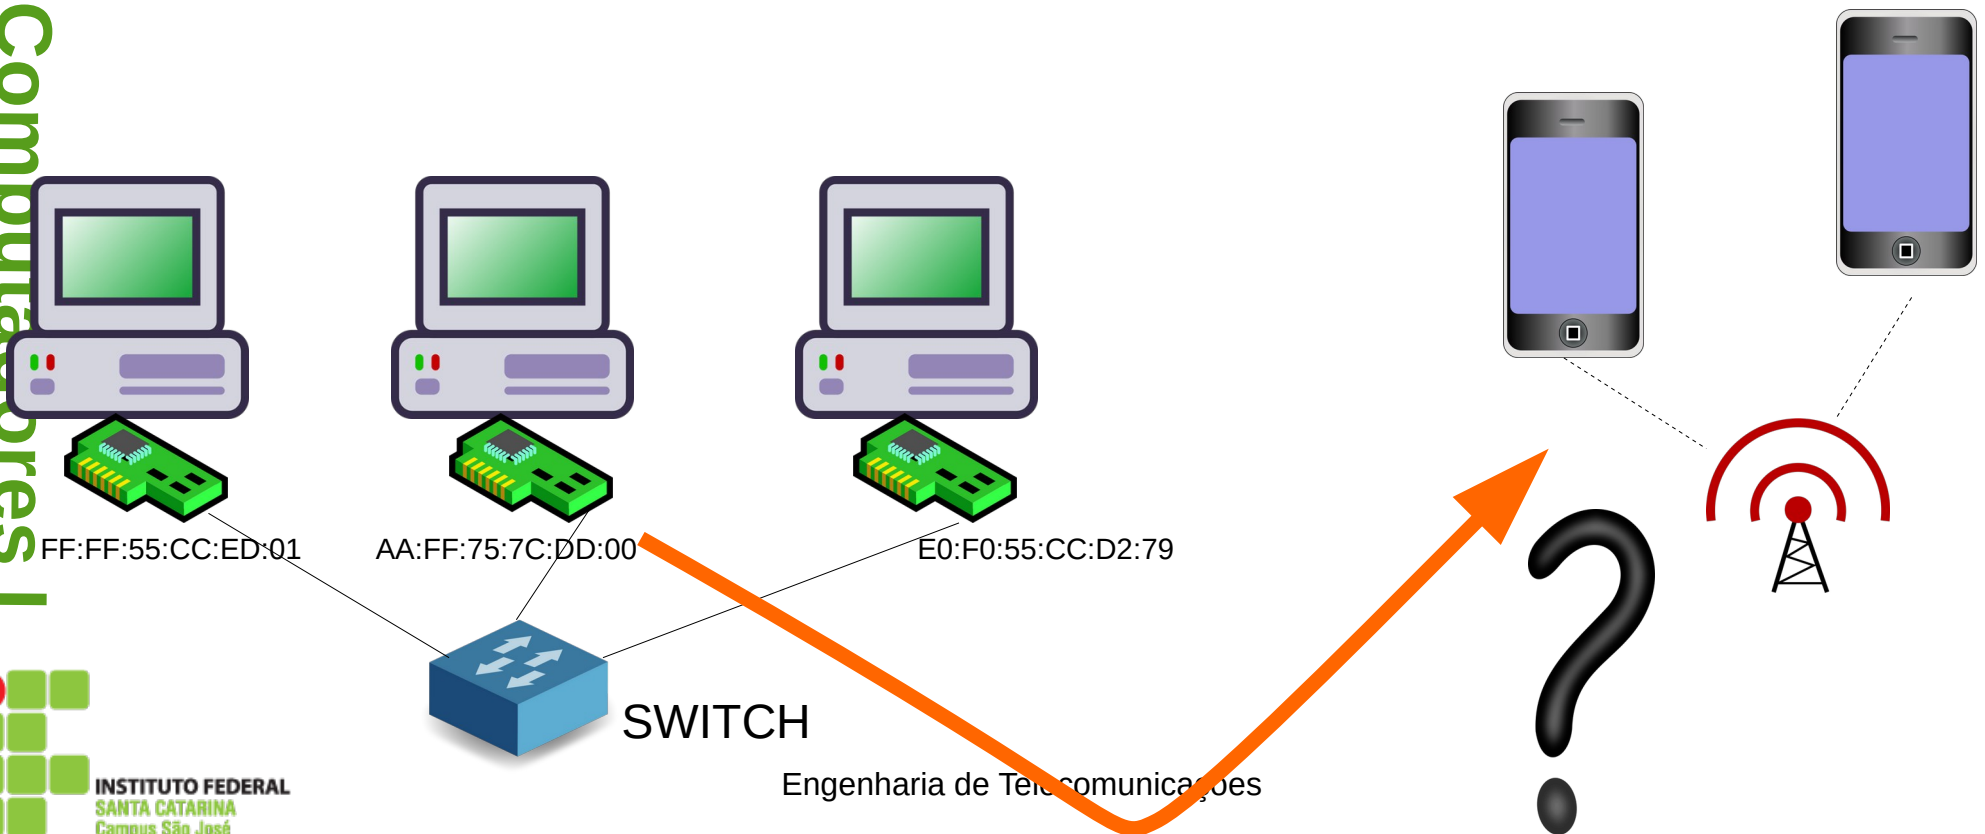 Computadores I
FF:FF:55:CC:ED:01
AA:FF:75:7C:DD:00
E0:F0:55:CC:D2:79
SWITCH
Engenharia de Telecomunicações
INSTITUTO FEDERAL
SANTA CATARINA
Campus São José